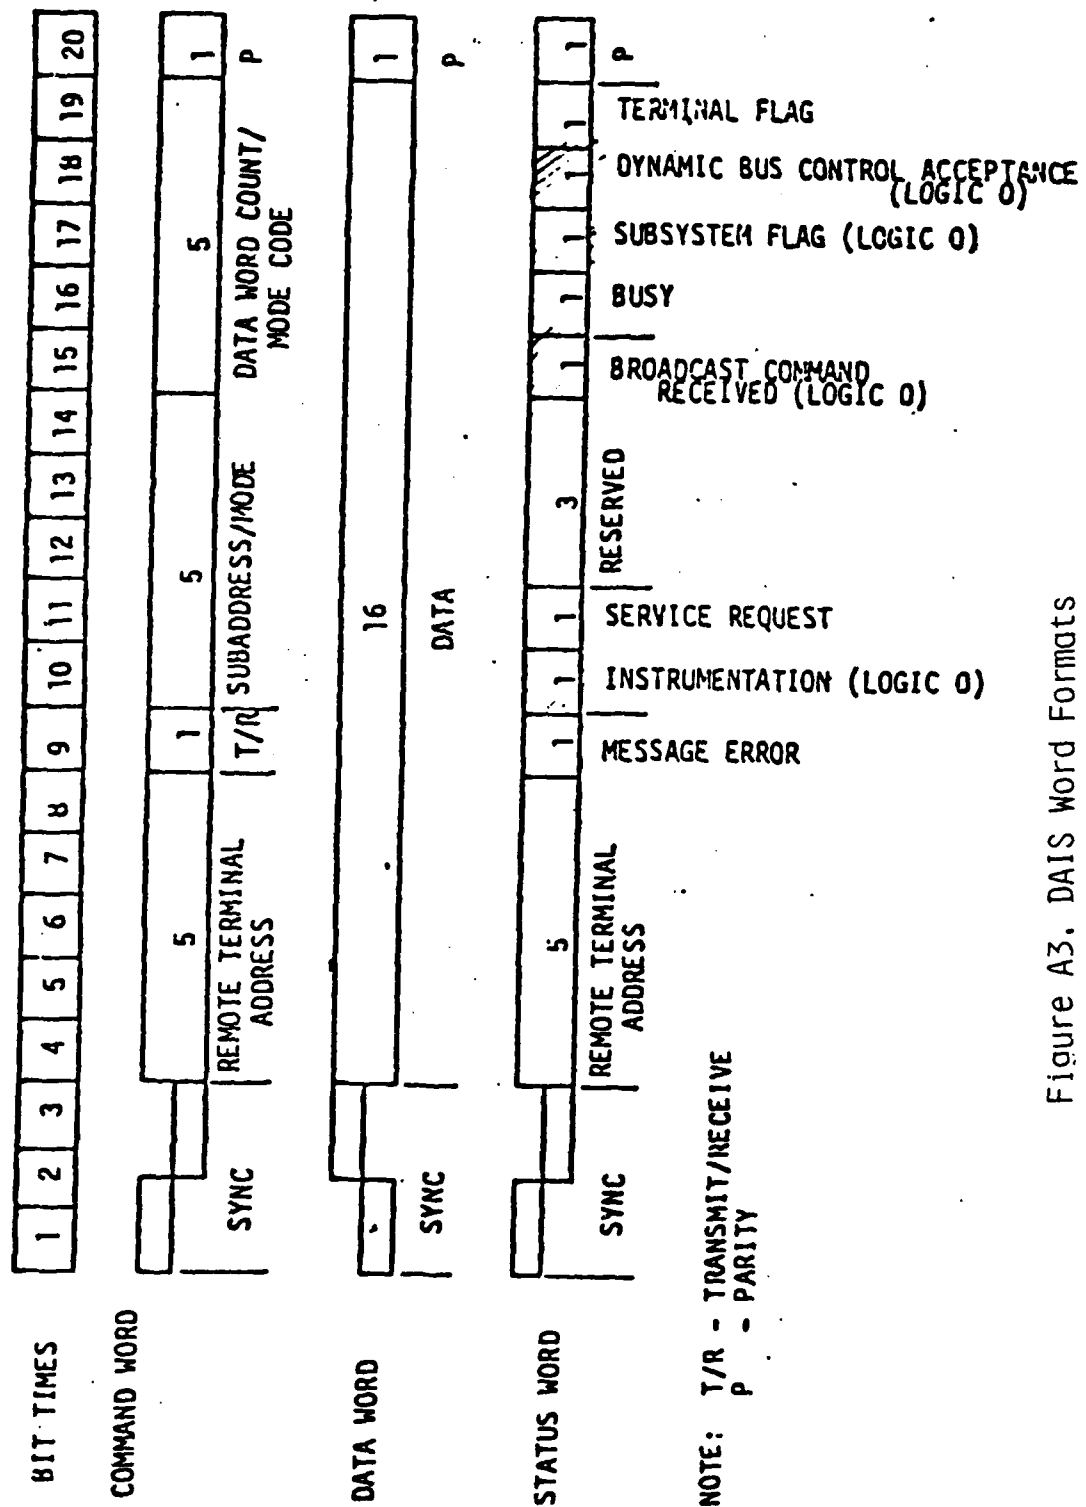 BIT TIMES 1 2 3 4 5 6 7 8 9 10 11 12 13 14 15 16 17 18 19 20
COMMAND WORD
5 1 5 5 1
SYNC
REMOTE TERMINAL
ADDRESS
T/R
SUBADDRESS/MODE
DATA WORD COUNT/
MODE CODE
P
DATA WORD
16 1
SYNC
DATA
P
STATUS WORD
5 1 1 1 3 1 1 1 1 1 1
SYNC
REMOTE TERMINAL
ADDRESS
MESSAGE ERROR
INSTRUMENTATION (LOGIC 0)
SERVICE REQUEST
RESERVED
BROADCAST COMMAND
RECEIVED (LOGIC 0)
BUSY
SUBSYSTEM FLAG (LOGIC 0)
DYNAMIC BUS CONTROL ACCEPTANCE
(LOGIC 0)
TERMINAL FLAG
P
NOTE: T/R - TRANSMIT/RECEIVE
P - PARITY
Figure A3. DAIS Word Formats